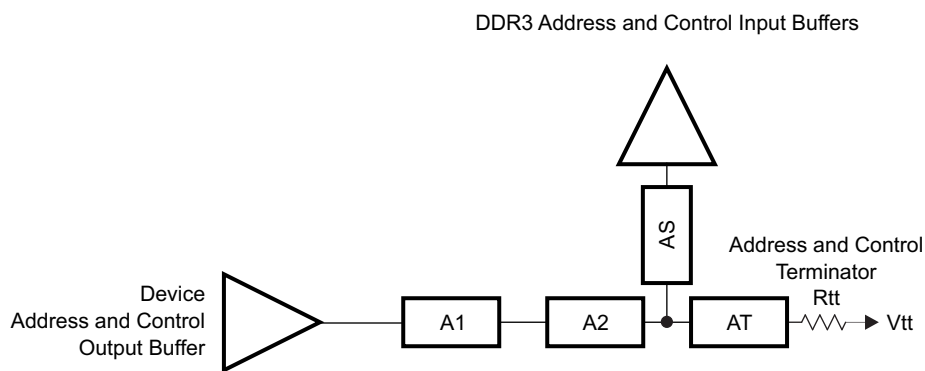 DDR3 Address and Control Input Buffers
AS
Address and Control
Terminator
Rtt
Device
Address and Control
Output Buffer
A1
A2
AT
Vtt